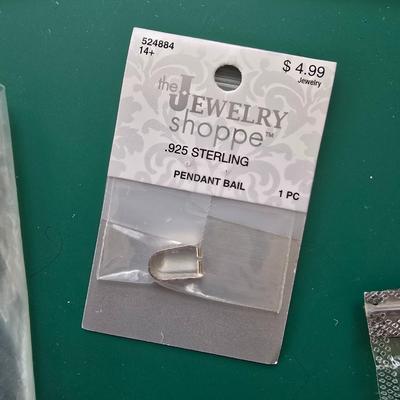 524884
14+
$ 4.99
Jewelry
the JEWELRY
shoppe™
.925 STERLING
PENDANT BAIL
1 PC